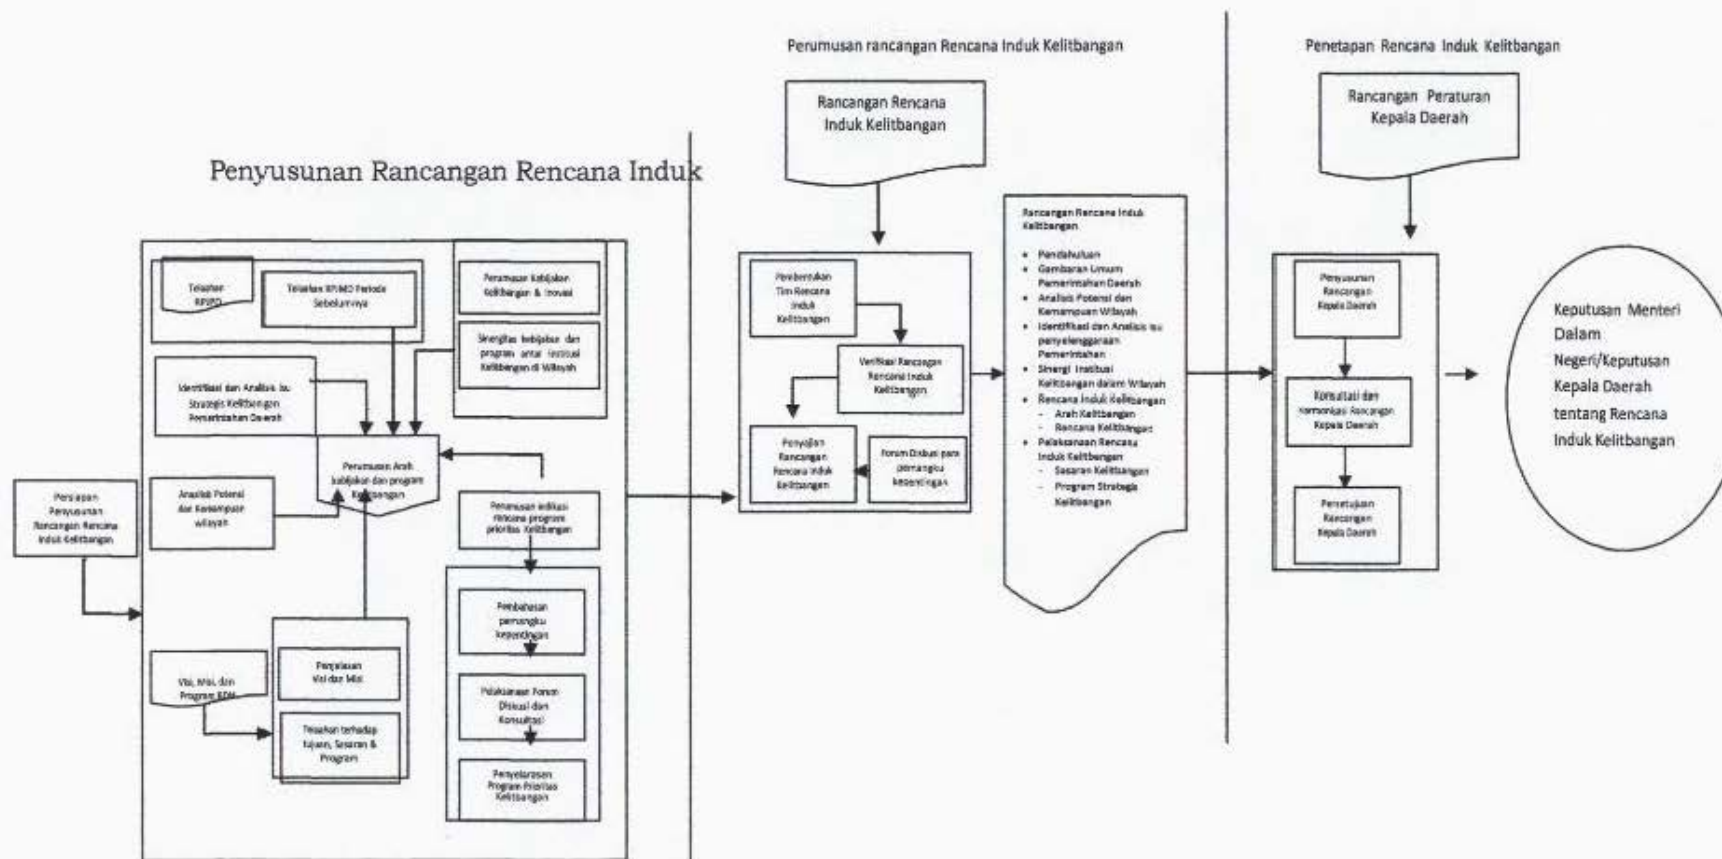 Penyusunan Rancangan Rencana Induk
Persiapan
Penyusunan
Rancangan Rencana
Induk Kelitbangan
Telaahan
RPJPD
Telaahan RPJMD Periode
Sebelumnya
Perumusan Kebijakan
Kelitbangan & Inovasi
Sinergitas kebijakan dan
program antar Institusi
Kelitbangan di Wilayah
Identifikasi dan Analisis Isu
Strategis Kelitbangan
Pemerintahan Daerah
Perumusan Arah
kebijakan dan program
Kelitbangan
Analisis Potensi
dan Kemampuan
wilayah
Perumusan indikasi
rencana program
prioritas Kelitbangan
Pembahasan
pemangku
kepentingan
Pelaksanaan Forum
Diskusi dan
Konsultasi
Penyelarasan
Program Prioritas
Kelitbangan
Visi, Misi, dan
Program
Penjelasan
Visi dan Misi
Telaahan terhadap
tujuan, Sasaran &
Program
Perumusan rancangan Rencana Induk Kelitbangan
Rancangan Rencana
Induk Kelitbangan
Pembentukan
Tim Rencana
Induk
Kelitbangan
Verifikasi Rancangan
Rencana Induk
Kelitbangan
Penyajian
Rancangan
Rencana Induk
Kelitbangan
Forum Diskusi para
pemangku
kepentingan
Rancangan Rencana Induk
Kelitbangan
• Pendahuluan
• Gambaran Umum
Pemerintahan Daerah
• Analisis Potensi dan
Kemampuan Wilayah
• Identifikasi dan Analisis Isu
penyelenggaraan
Pemerintahan
• Sinergi Institusi
Kelitbangan dalam Wilayah
• Rencana Induk Kelitbangan
- Arah Kelitbangan
- Rencana Kelitbangan
• Pelaksanaan Rencana
Induk Kelitbangan
- Sasaran Kelitbangan
- Program Strategis
Kelitbangan
Penetapan Rencana Induk Kelitbangan
Rancangan Peraturan
Kepala Daerah
Penyusunan
Rancangan
Kepala Daerah
Konsultasi dan
Harmonisasi Rancangan
Kepala Daerah
Persetujuan
Rancangan
Kepala Daerah
Keputusan Menteri
Dalam
Negeri/Keputusan
Kepala Daerah
tentang Rencana
Induk Kelitbangan